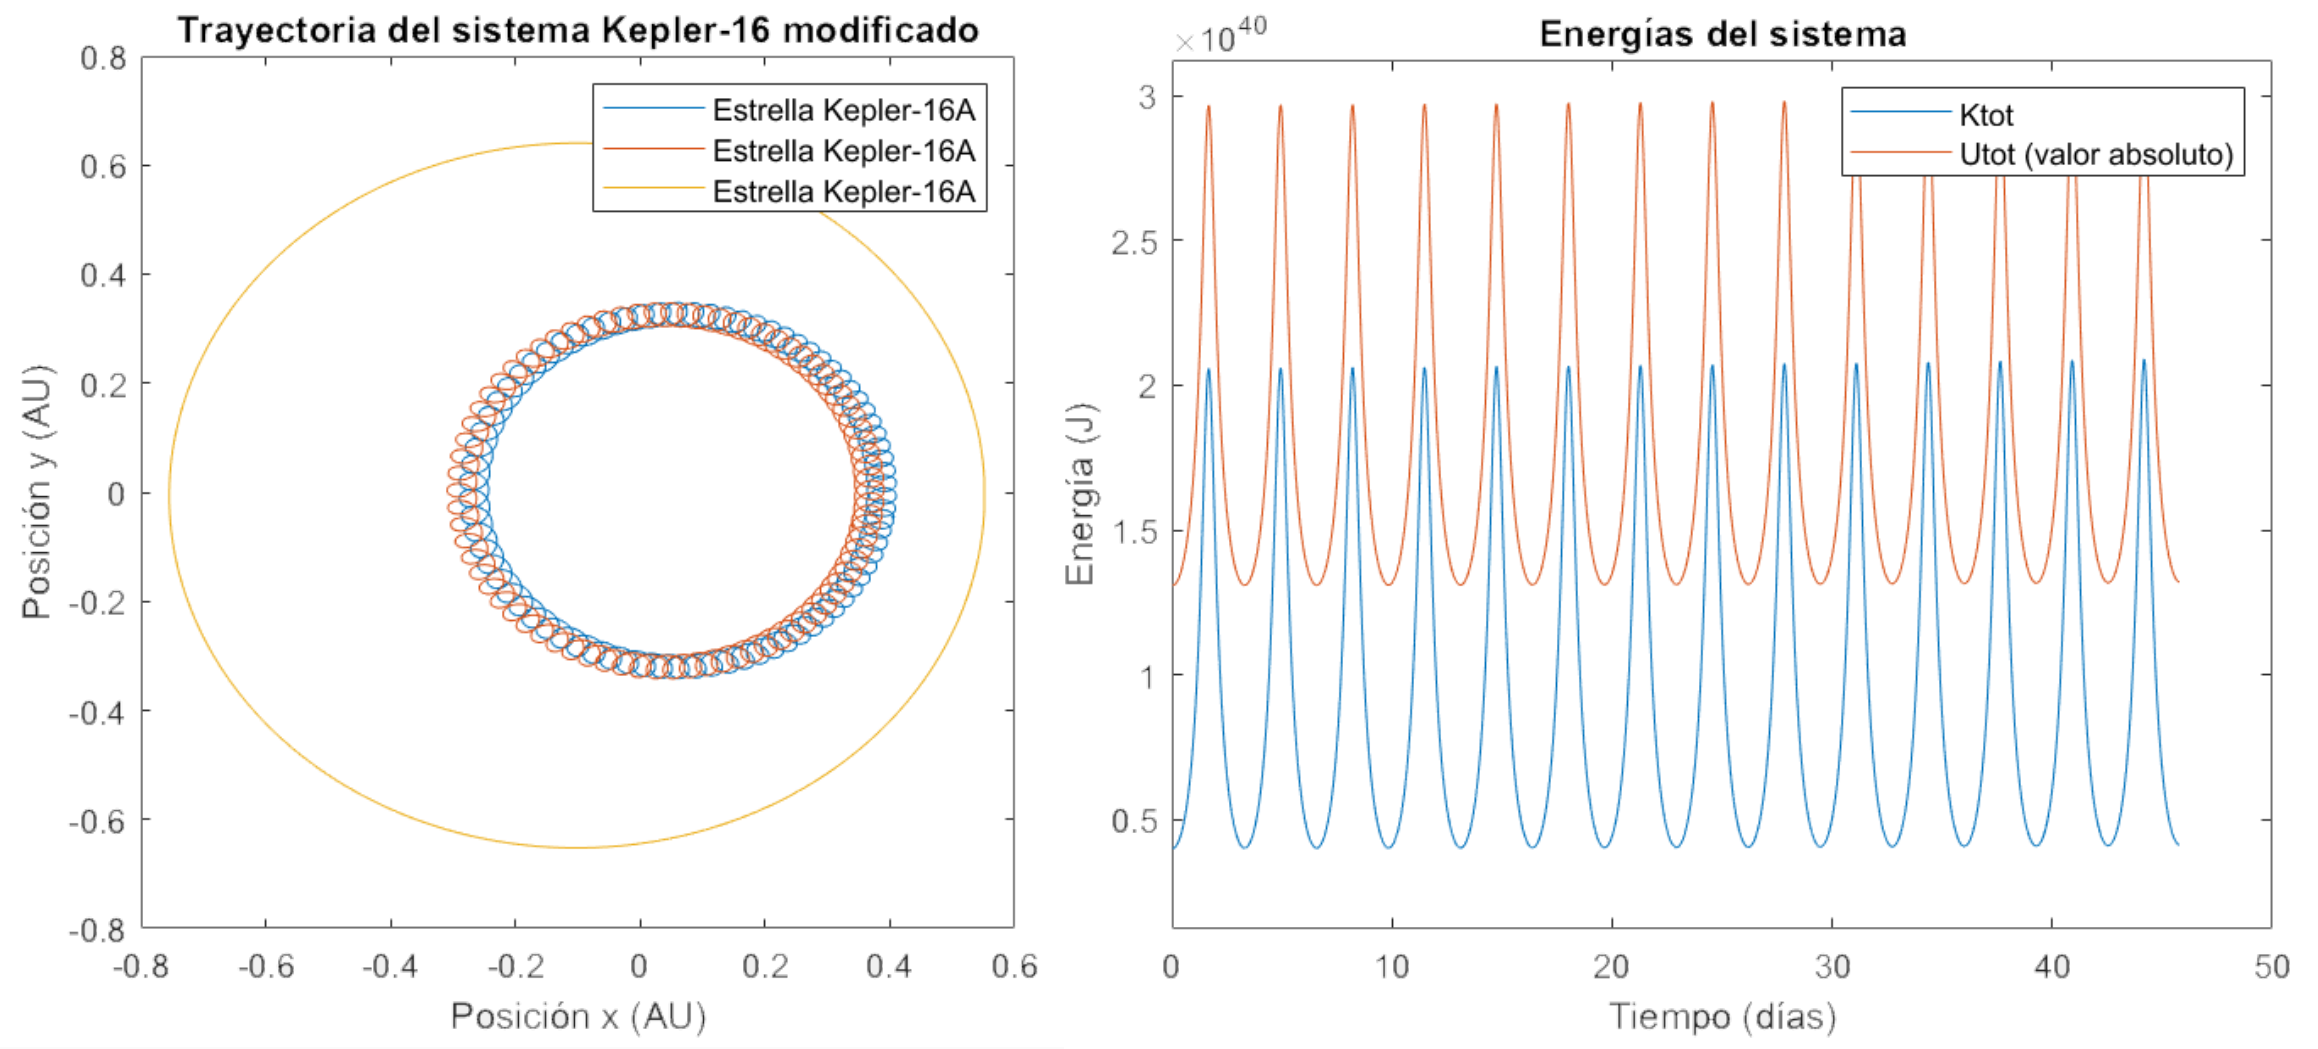 Trayectoria del sistema Kepler-16 modificado
0.8
0.6
0.4
0.2
0
-0.2
-0.4
-0.6
-0.8
Posición y (AU)
Estrella Kepler-16A
Estrella Kepler-16A
Estrella Kepler-16A
-0.8 -0.6 -0.4 -0.2 0 0.2 0.4 0.6
Posición x (AU)
Energías del sistema
×10⁴⁰
3
2.5
2
1.5
1
0.5
Energía (J)
Ktot
Utot (valor absoluto)
0 10 20 30 40 50
Tiempo (días)